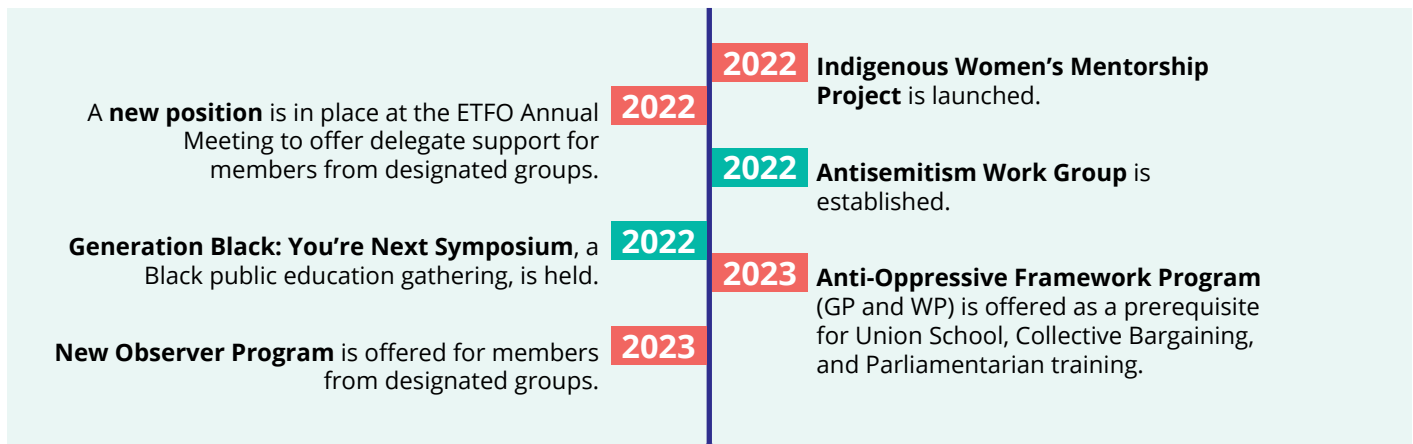 2022
Indigenous Women’s Mentorship
Project is launched.
2022
A new position is in place at the ETFO Annual
Meeting to offer delegate support for
members from designated groups.
2022
Antisemitism Work Group is
established.
2022
Generation Black: You’re Next Symposium, a
Black public education gathering, is held.
2023
Anti-Oppressive Framework Program
(GP and WP) is offered as a prerequisite
for Union School, Collective Bargaining,
and Parliamentarian training.
2023
New Observer Program is offered for members
from designated groups.